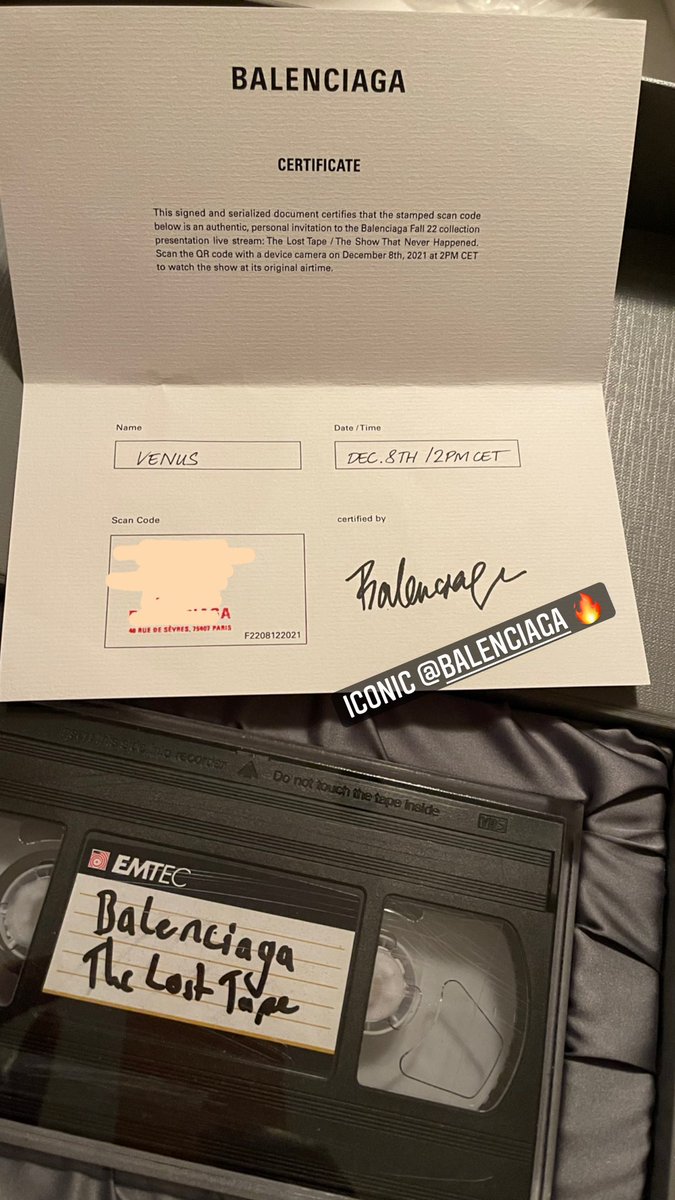 BALENCIAGA
CERTIFICATE
This signed and serialized document certifies that the stamped scan code
below is an authentic, personal invitation to the Balenciaga Fall 22 collection
presentation live stream: The Lost Tape / The Show That Never Happened.
Scan the QR code with a device camera on December 8th, 2021 at 2PM CET
to watch the show at its original airtime.
Name
Date / Time
VENUS
DEC. 8TH / 2PM CET
Scan Code
certified by
Balenciaga
40 RUE DE SÈVRES, 75007 PARIS
F2208122021
ICONIC @BALENCIAGA 🔥
recorder
Do not touch the tape inside
VHS
EMTEC
Balenciaga
The Lost Tape